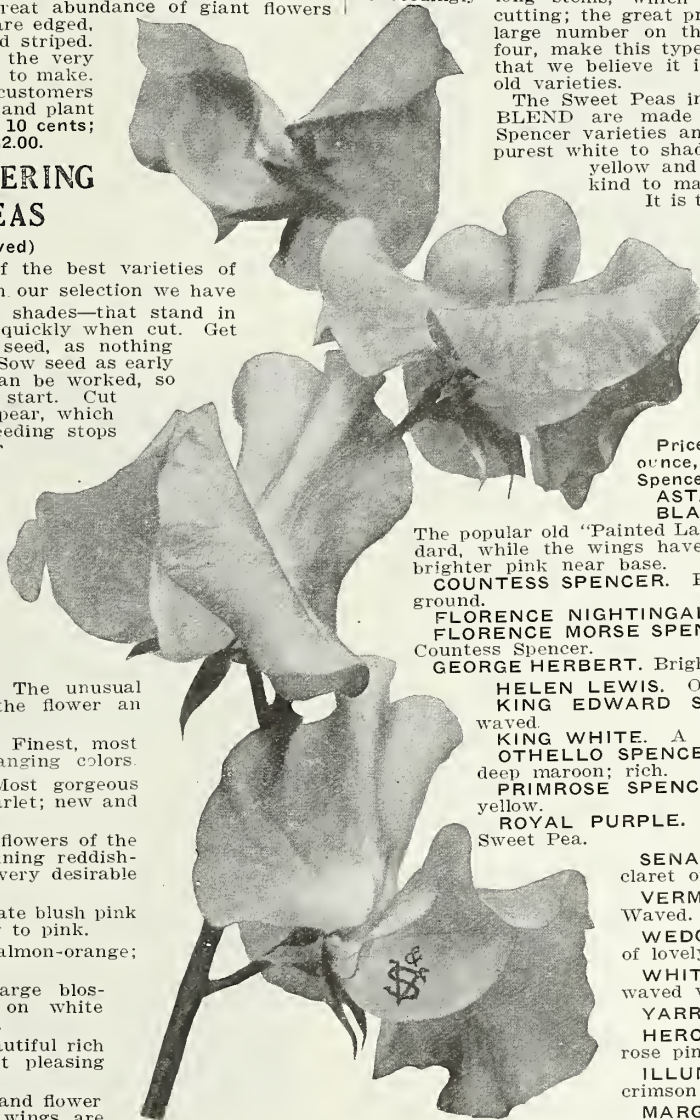 reat abundance of giant flowers
are edged,
d striped.
the very
to make.
customers
and plant
10 cents;
2.00.
ERING
EAS
ved)
f the best varieties of
n our selection we have
shades—that stand in
quickly when cut. Get
seed, as nothing
Sow seed as early
an be worked, so
start. Cut
pear, which
eeding stops
The unusual
the flower an
Finest, most
anging colors.
Most gorgeous
arlet; new and
flowers of the
ning reddish-
very desirable
ate blush pink
to pink.
almon-orange;
arge blos-
on white
autiful rich
t pleasing
and flower
wings are
cutting; the great pr
large number on th
four, make this type
that we believe it i
old varieties.
The Sweet Peas in
BLEND are made
Spencer varieties an
purest white to shad
yellow and
kind to ma
It is t
Price
ounce,
Spence
AST
BLA
The popular old "Painted La
dard, while the wings have
brighter pink near base.
COUNTESS SPENCER.
ground.
FLORENCE NIGHTINGAL
FLORENCE MORSE SPEN
Countess Spencer.
GEORGE HERBERT. Brigh
HELEN LEWIS. O
KING EDWARD S
waved.
KING WHITE. A
OTHELLO SPENCE
deep maroon; rich.
PRIMROSE SPENC
yellow.
ROYAL PURPLE.
Sweet Pea.
SENA
claret o
VERM
Waved.
WEDG
of lovely
WHIT
waved w
YARR
HERC
rose pin
ILLUM
crimson
MARG